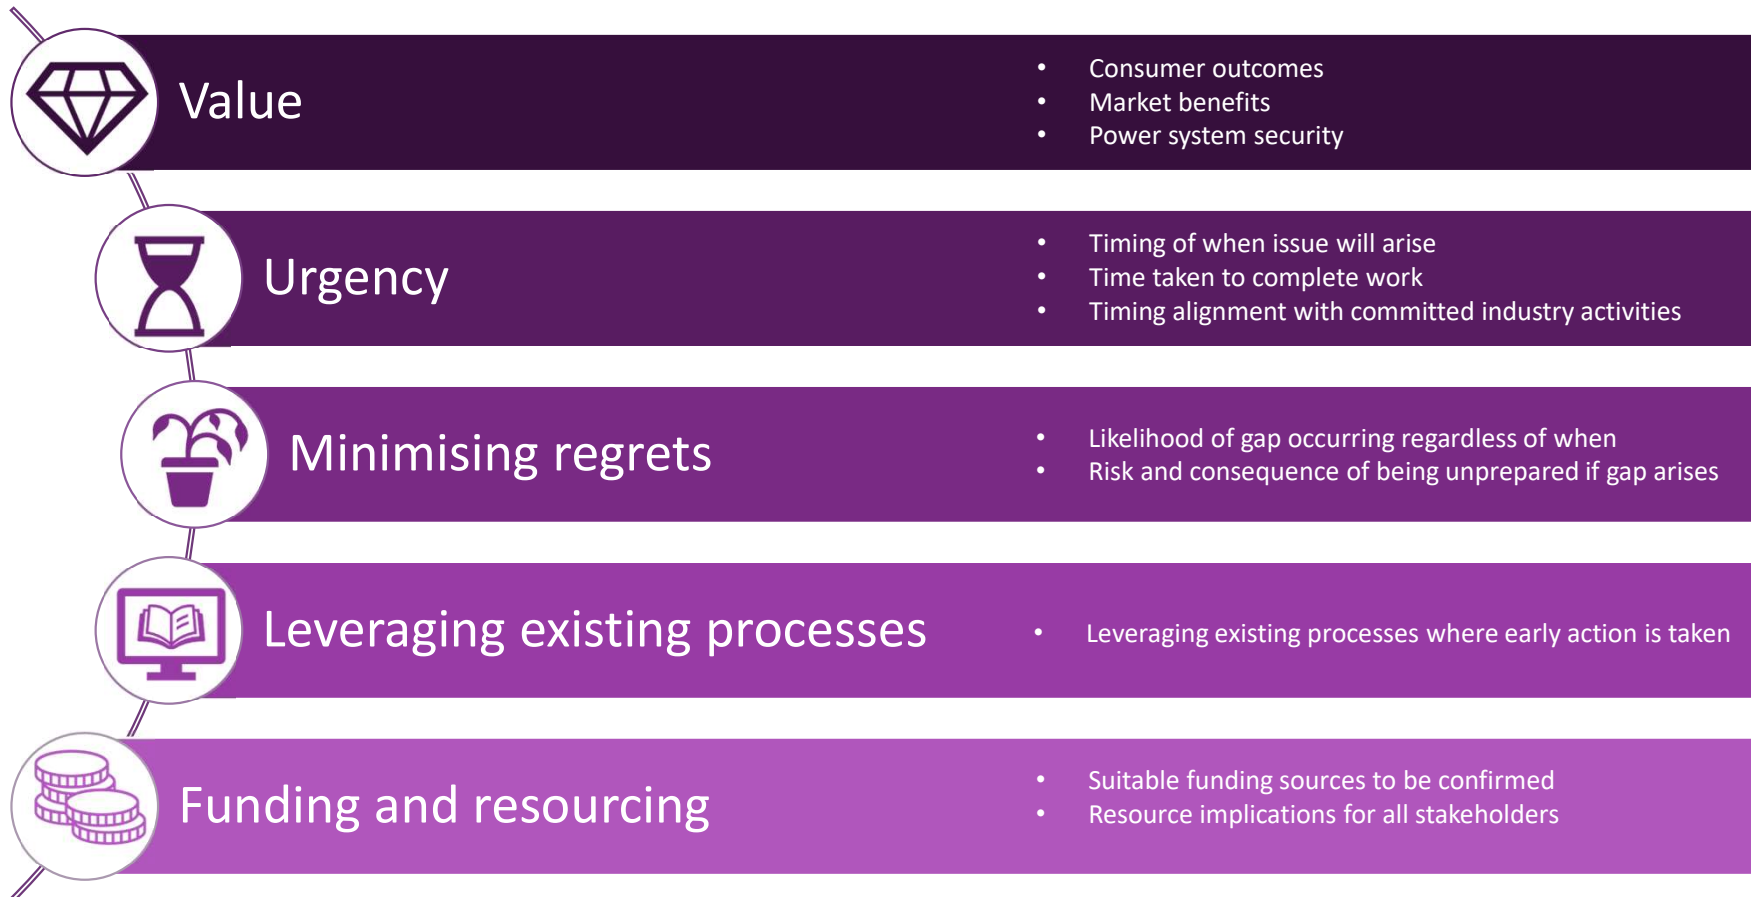 Value
• Consumer outcomes
• Market benefits
• Power system security
Urgency
• Timing of when issue will arise
• Time taken to complete work
• Timing alignment with committed industry activities
Minimising regrets
• Likelihood of gap occurring regardless of when
• Risk and consequence of being unprepared if gap arises
Leveraging existing processes
• Leveraging existing processes where early action is taken
Funding and resourcing
• Suitable funding sources to be confirmed
• Resource implications for all stakeholders